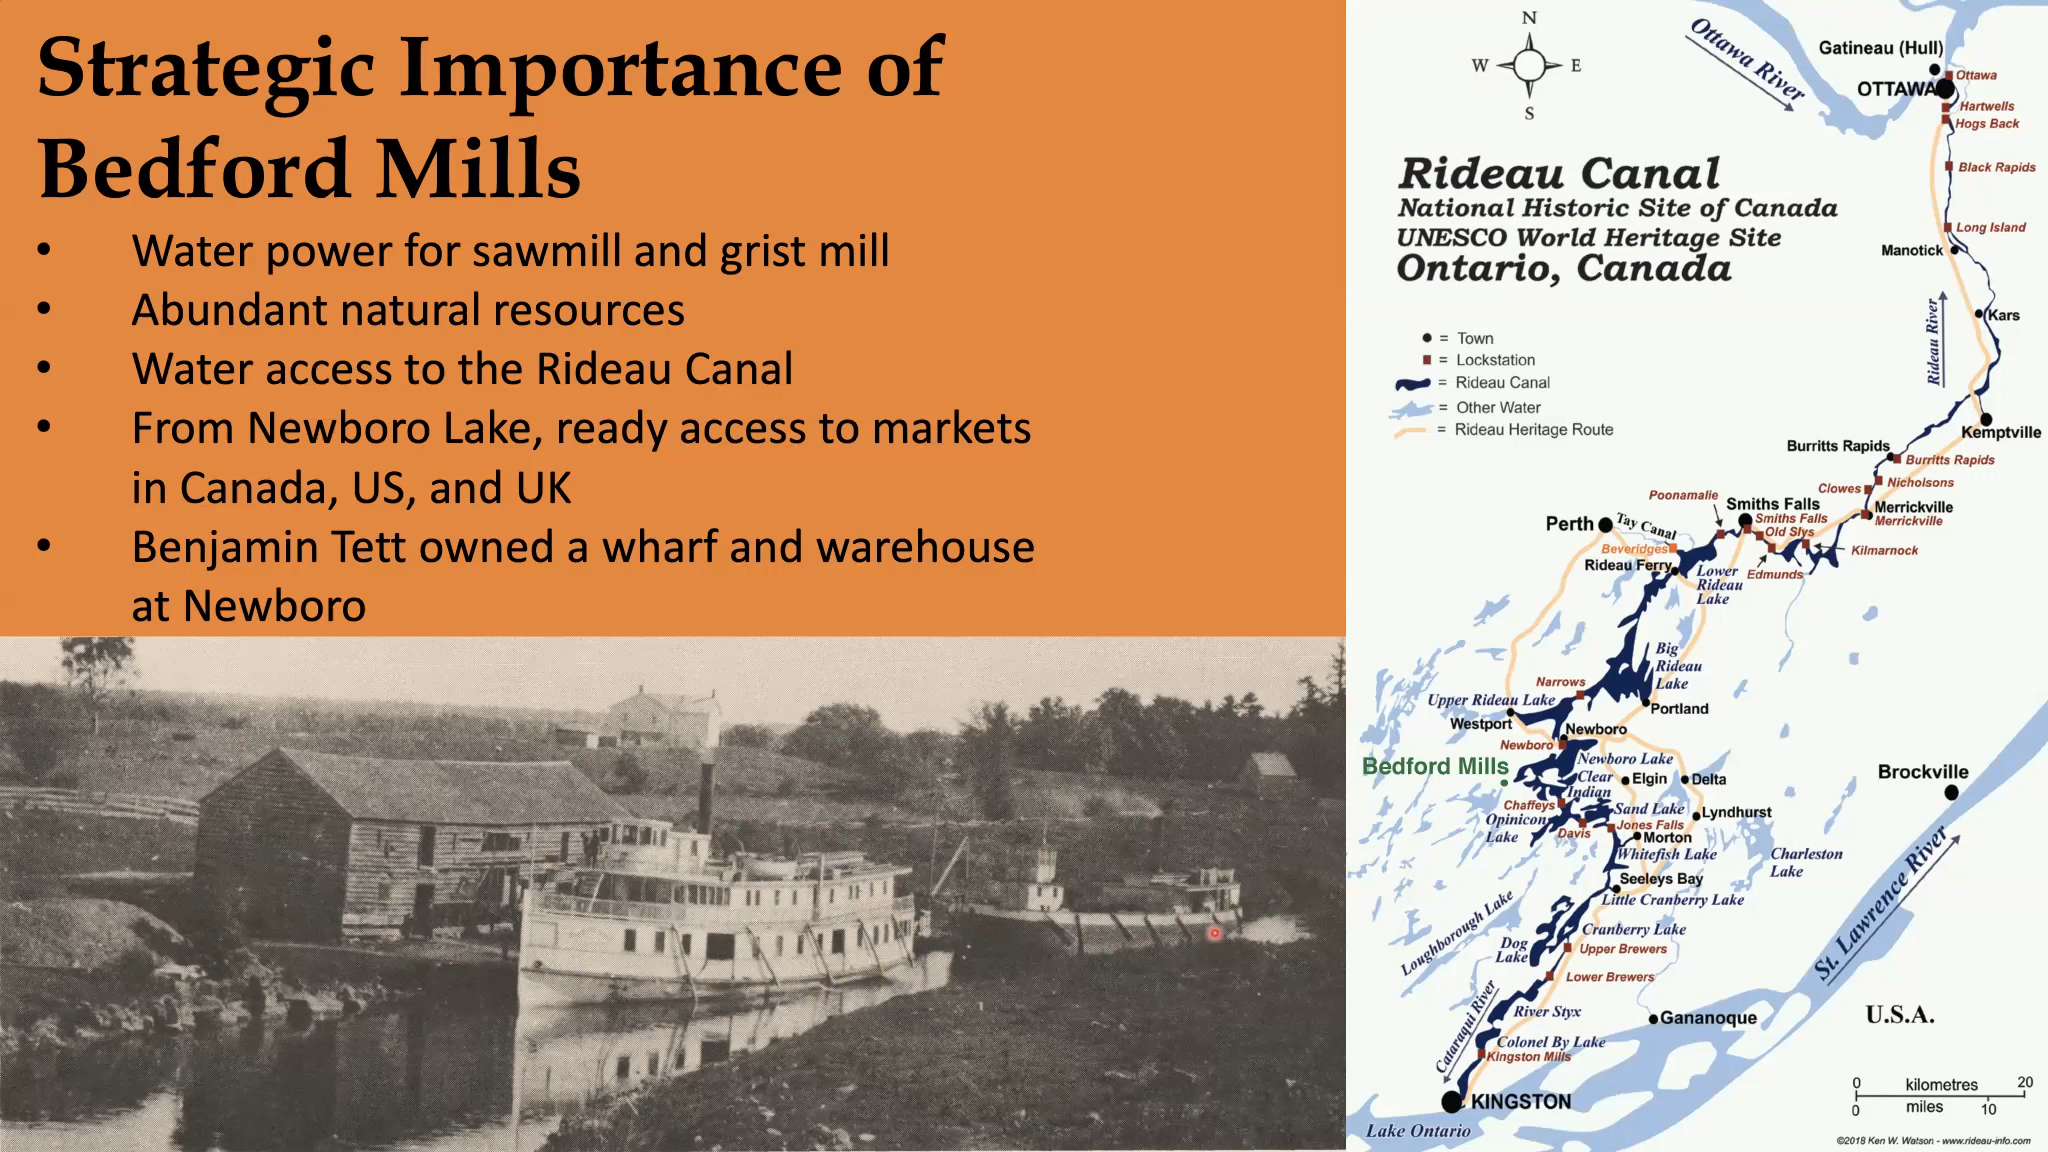 Strategic Importance of
Bedford Mills
• Water power for sawmill and grist mill
• Abundant natural resources
• Water access to the Rideau Canal
• From Newboro Lake, ready access to markets
in Canada, US, and UK
• Benjamin Tett owned a wharf and warehouse
at Newboro
N
W E
S
Rideau Canal
National Historic Site of Canada
UNESCO World Heritage Site
Ontario, Canada
= Town
= Lockstation
= Rideau Canal
= Other Water
= Rideau Heritage Route
Ottawa River
Gatineau (Hull)
Ottawa
OTTAWA
Hartwells
Hogs Back
Black Rapids
Long Island
Manotick
Rideau River
Kars
Kemptville
Burritts Rapids
Burritts Rapids
Nicholsons
Clowes
Merrickville
Merrickville
Poonamalie
Smiths Falls
Smiths Falls
Old Slys
Kilmarnock
Edmunds
Perth
Tay Canal
Beveridges
Rideau Ferry
Lower
Rideau
Lake
Big
Rideau
Lake
Narrows
Upper Rideau Lake
Westport
Portland
Newboro
Newboro
Newboro Lake
Bedford Mills
Clear
Indian
Elgin
Delta
Brockville
Chaffeys
Sand Lake
Lyndhurst
Opinicon
Lake
Davis
Jones Falls
Morton
Whitefish Lake
Charleston
Lake
Seeleys Bay
Little Cranberry Lake
Loughborough Lake
Cranberry Lake
Dog
Lake
Upper Brewers
Lower Brewers
St. Lawrence River
Cataraqui River
River Styx
Gananoque
U.S.A.
Colonel By Lake
Kingston Mills
KINGSTON
Lake Ontario
0 kilometres 20
0 miles 10
©2018 Ken W. Watson - www.rideau-info.com